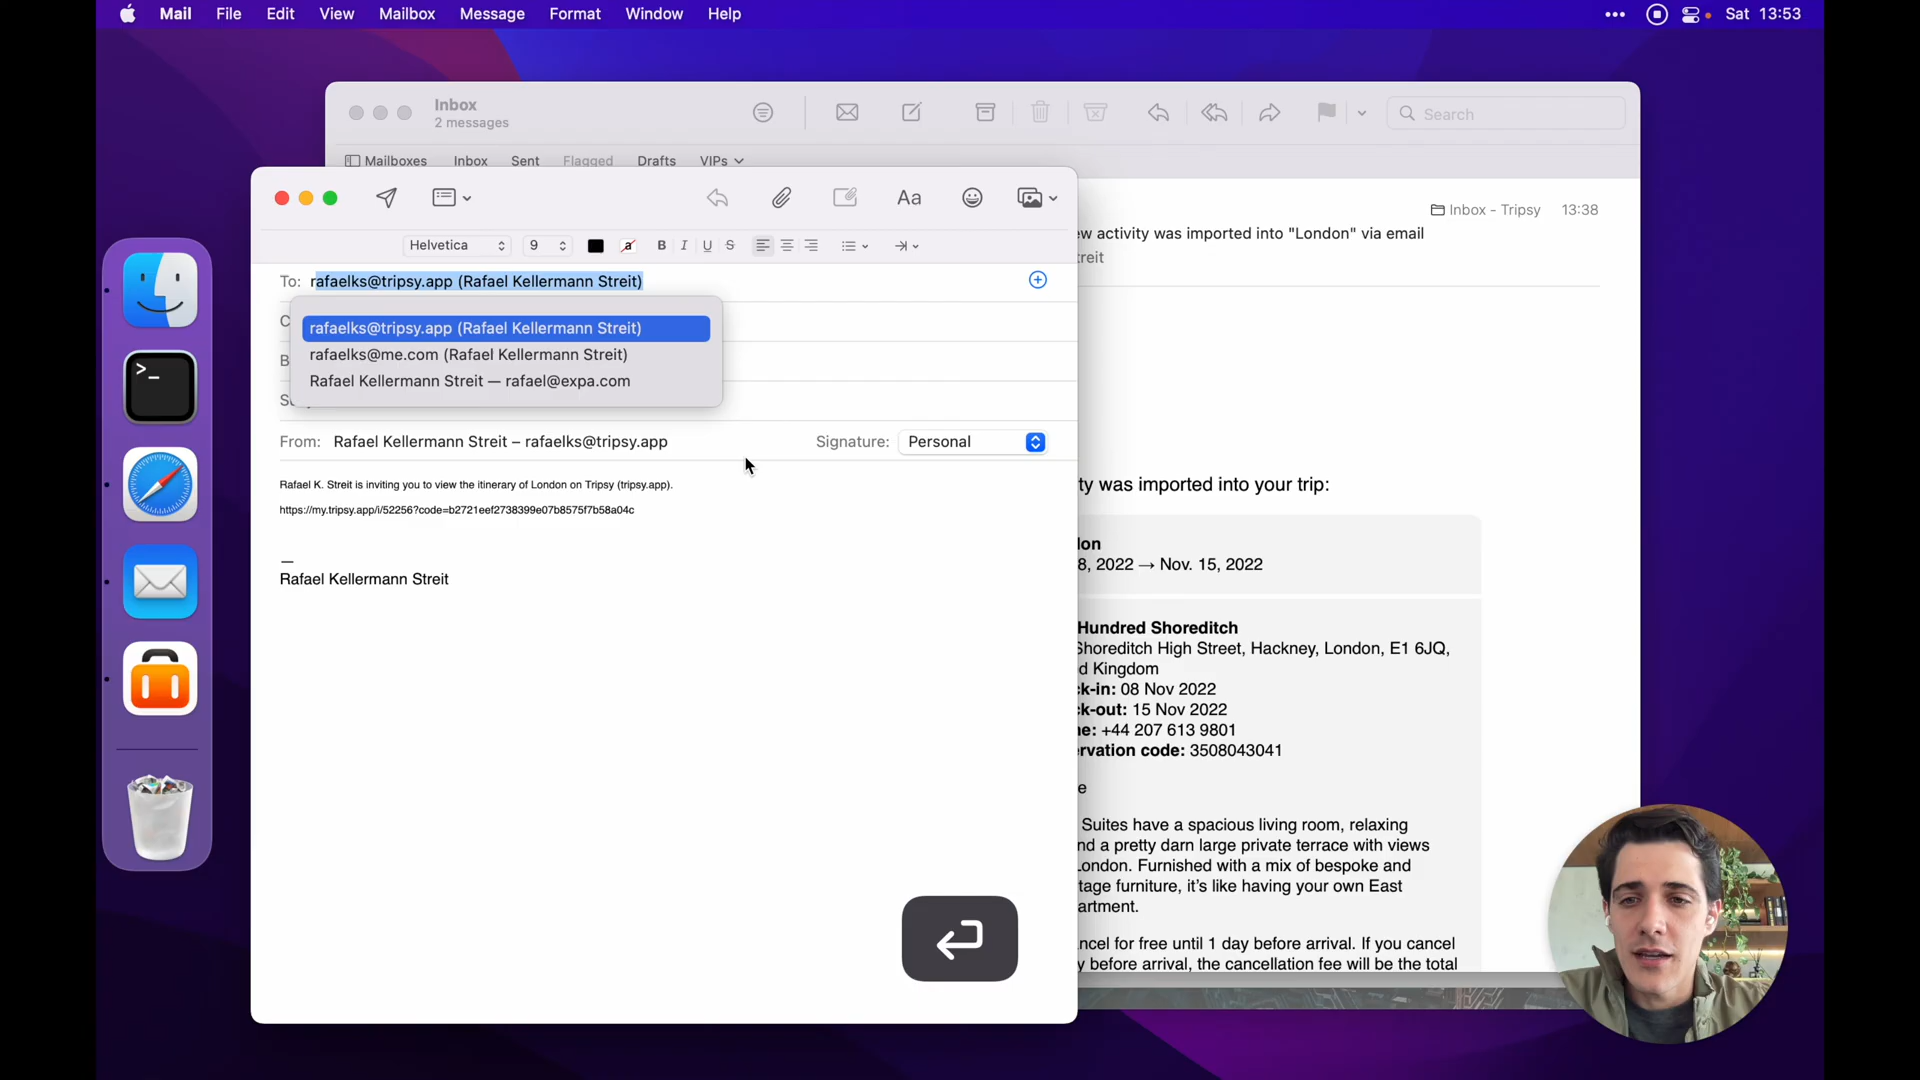 Mail File Edit View Mailbox Message Format Window Help
Sat 13:53
Inbox
2 messages
Search
Mailboxes Inbox Sent Flagged Drafts VIPs
Helvetica 9 a B I U S
Aa
To: rafaelks@tripsy.app (Rafael Kellermann Streit)
rafaelks@tripsy.app (Rafael Kellermann Streit)
rafaelks@me.com (Rafael Kellermann Streit)
Rafael Kellermann Streit — rafael@expa.com
From: Rafael Kellermann Streit – rafaelks@tripsy.app
Signature: Personal
Rafael K. Streit is inviting you to view the itinerary of London on Tripsy (tripsy.app).
https://my.tripsy.app/i/52256?code=b2721eef2738399e07b8575f7b58a04c
—
Rafael Kellermann Streit
Inbox - Tripsy 13:38
ew activity was imported into "London" via email
reit
ty was imported into your trip:
don
8, 2022 → Nov. 15, 2022
Hundred Shoreditch
Shoreditch High Street, Hackney, London, E1 6JQ,
d Kingdom
ck-in: 08 Nov 2022
ck-out: 15 Nov 2022
ne: +44 207 613 9801
ervation code: 3508043041
e
Suites have a spacious living room, relaxing
nd a pretty darn large private terrace with views
London. Furnished with a mix of bespoke and
tage furniture, it's like having your own East
artment.
ncel for free until 1 day before arrival. If you cancel
y before arrival, the cancellation fee will be the total